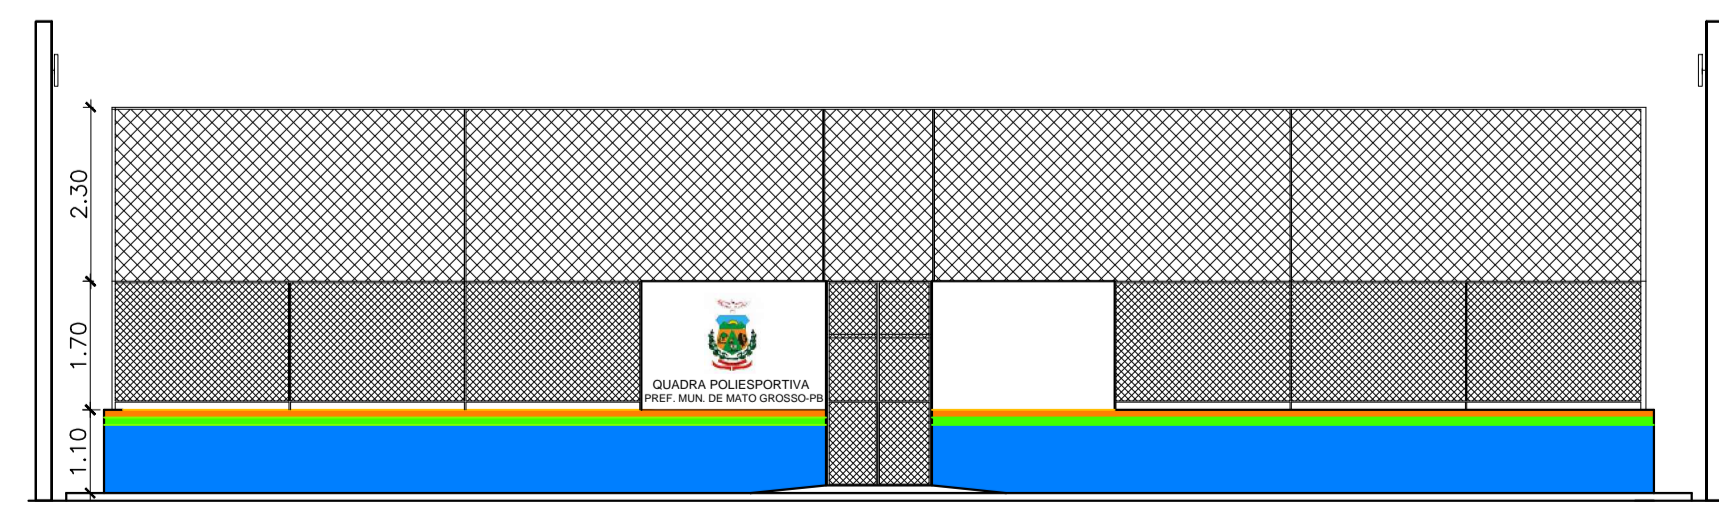 2.30
1.70
QUADRA POLIESPORTIVA
PREF. MUN. DE MATO GROSSO-PB
1.10